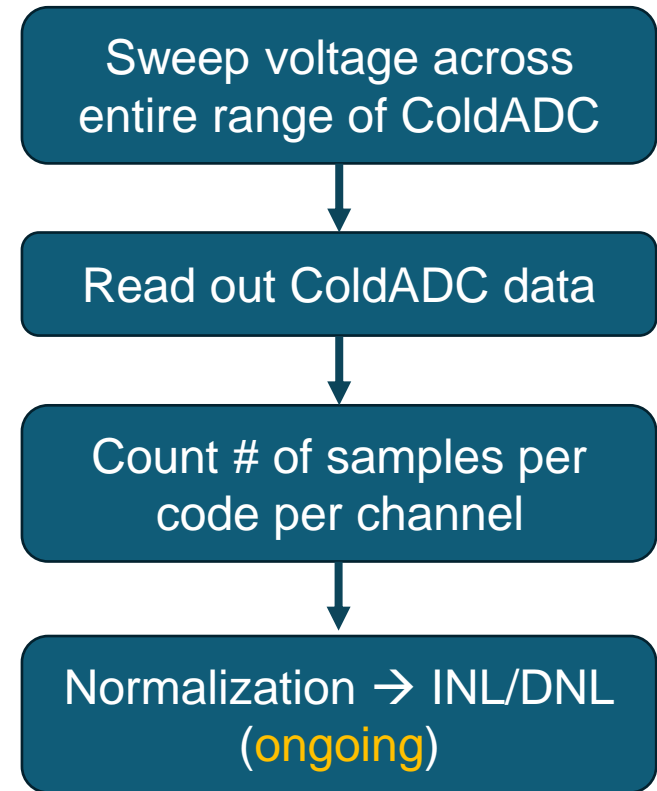 Sweep voltage across
entire range of ColdADC
Read out ColdADC data
Count # of samples per
code per channel
Normalization → INL/DNL
(ongoing)